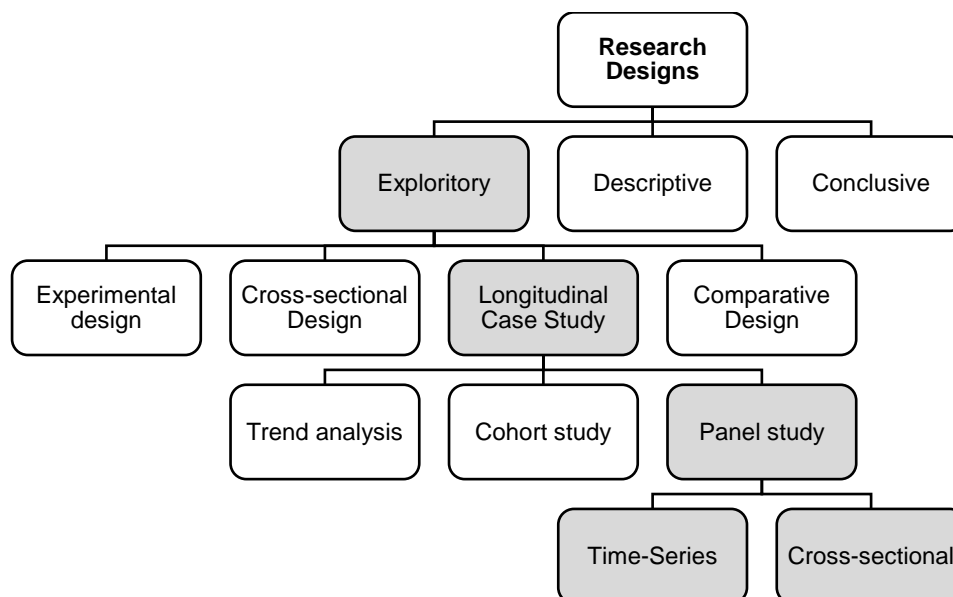 Research
Designs
Exploritory
Descriptive
Conclusive
Experimental
design
Cross-sectional
Design
Longitudinal
Case Study
Comparative
Design
Trend analysis
Cohort study
Panel study
Time-Series
Cross-sectional